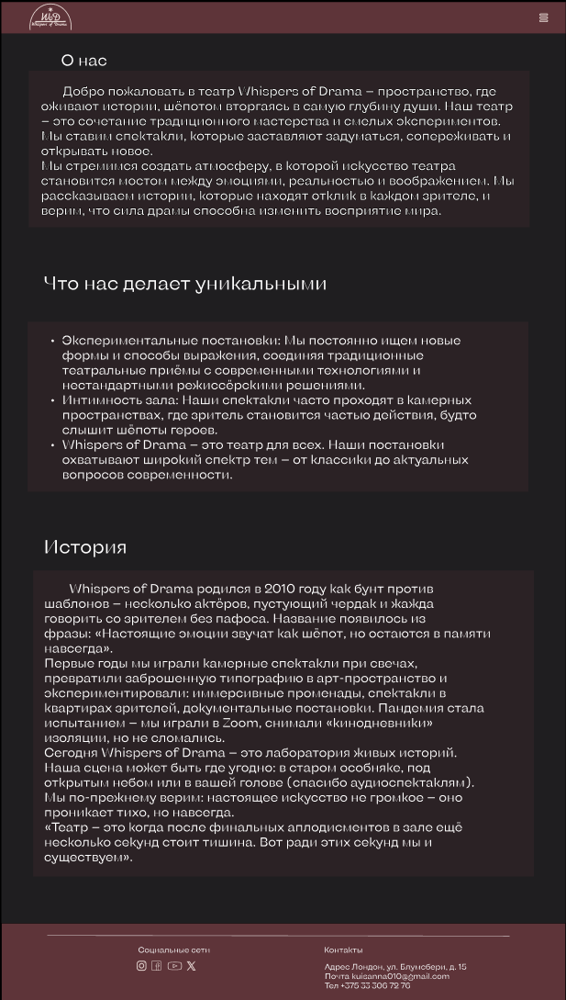 WoD
Whispers of Drama
О нас
Добро пожаловать в театр Whispers of Drama – пространство, где
оживают истории, шёпотом вторгаясь в самую глубину души. Наш театр
– это сочетание традиционного мастерства и смелых экспериментов.
Мы ставим спектакли, которые заставляют задуматься, сопереживать и
открывать новое.
Мы стремимся создать атмосферу, в которой искусство театра
становится мостом между эмоциями, реальностью и воображением. Мы
рассказываем истории, которые находят отклик в каждом зрителе, и
верим, что сила драмы способна изменить восприятие мира.
Что нас делает уникальными
• Экспериментальные постановки: Мы постоянно ищем новые
формы и способы выражения, соединяя традиционные
театральные приёмы с современными технологиями и
нестандартными режиссёрскими решениями.
• Интимность зала: Наши спектакли часто проходят в камерных
пространствах, где зритель становится частью действия, будто
слышит шёпоты героев.
• Whispers of Drama – это театр для всех. Наши постановки
охватывают широкий спектр тем – от классики до актуальных
вопросов современности.
История
Whispers of Drama родился в 2010 году как бунт против
шаблонов – несколько актёров, пустующий чердак и жажда
говорить со зрителем без пафоса. Название появилось из
фразы: «Настоящие эмоции звучат как шёпот, но остаются в памяти
навсегда».
Первые годы мы играли камерные спектакли при свечах,
превратили заброшенную типографию в арт-пространство и
экспериментировали: иммерсивные променады, спектакли в
квартирах зрителей, документальные постановки. Пандемия стала
испытанием – мы играли в Zoom, снимали «кинодневники»
изоляции, но не сломались.
Сегодня Whispers of Drama – это лаборатория живых историй.
Наша сцена может быть где угодно: в старом особняке, под
открытым небом или в вашей голове (спасибо аудиоспектаклям).
Мы по-прежнему верим: настоящее искусство не громкое – оно
проникает тихо, но навсегда.
«Театр – это когда после финальных аплодисментов в зале ещё
несколько секунд стоит тишина. Вот ради этих секунд мы и
существуем».
Социальные сети
Контакты
Адрес Лондон, ул. Блумсбери, д. 15
Почта kuisanna010@gmail.com
Тел +375 33 306 72 76